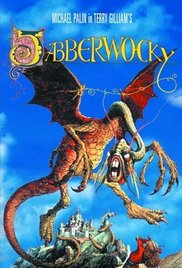 MICHAEL PALIN in TERRY GILLIAM'S
JABBERWOCKY